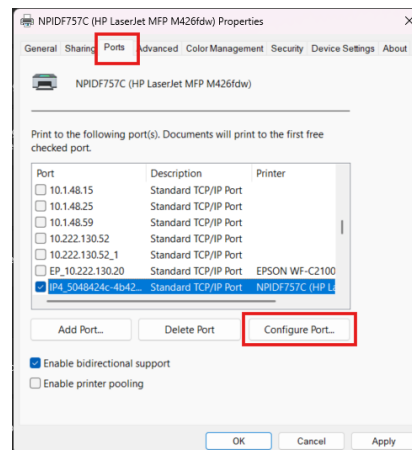 NPIDF757C (HP LaserJet MFP M426fdw) Properties
General Sharing Ports Advanced Color Management Security Device Settings About
NPIDF757C (HP LaserJet MFP M426fdw)
Print to the following port(s). Documents will print to the first free
checked port.
Port Description Printer
10.1.48.15 Standard TCP/IP Port
10.1.48.25 Standard TCP/IP Port
10.1.48.59 Standard TCP/IP Port
10.222.130.52 Standard TCP/IP Port
10.222.130.52_1 Standard TCP/IP Port
EP_10.222.130.20 Standard TCP/IP Port EPSON WF-C2100
IP4_5048424c-4b42... Standard TCP/IP Port NPIDF757C (HP La
Add Port... Delete Port Configure Port...
Enable bidirectional support
Enable printer pooling
OK Cancel Apply